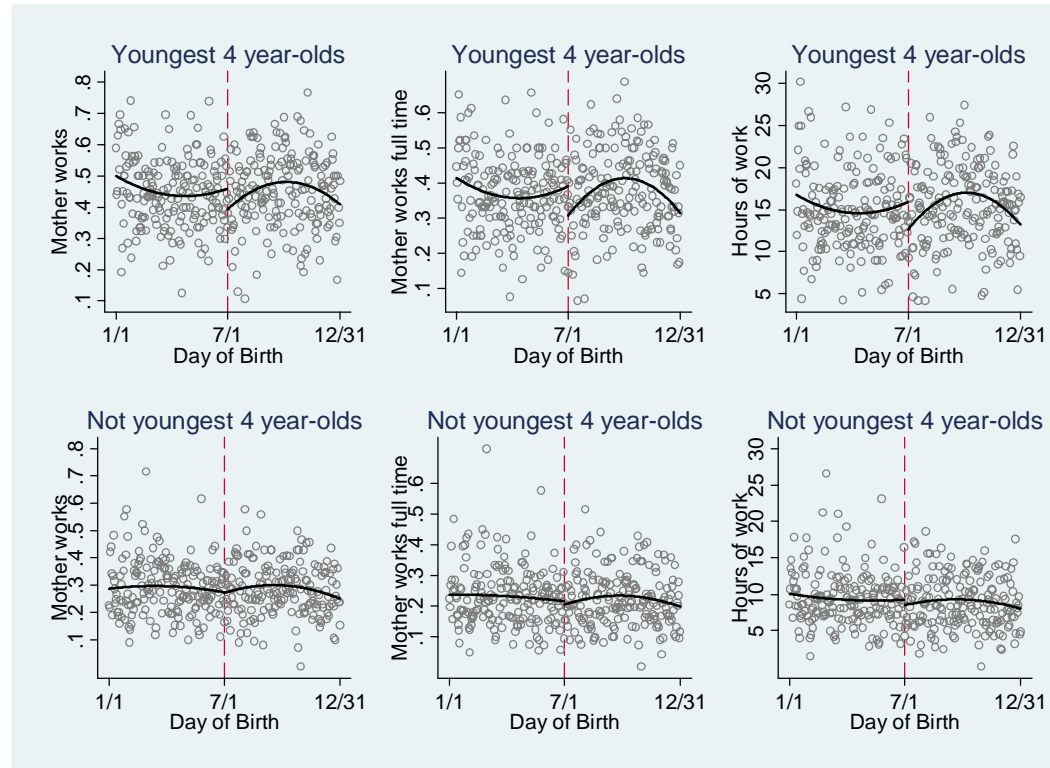 Youngest 4 year-olds
Mother works
.1 .2 .3 .4 .5 .6 .7 .8
1/1 7/1 12/31
Day of Birth
Youngest 4 year-olds
Mother works full time
.1 .2 .3 .4 .5 .6
1/1 7/1 12/31
Day of Birth
Youngest 4 year-olds
Hours of work
5 10 15 20 25 30
1/1 7/1 12/31
Day of Birth
Not youngest 4 year-olds
Mother works
.1 .2 .3 .4 .5 .6 .7 .8
1/1 7/1 12/31
Day of Birth
Not youngest 4 year-olds
Mother works full time
.1 .2 .3 .4 .5 .6
1/1 7/1 12/31
Day of Birth
Not youngest 4 year-olds
Hours of work
5 10 15 20 25 30
1/1 7/1 12/31
Day of Birth